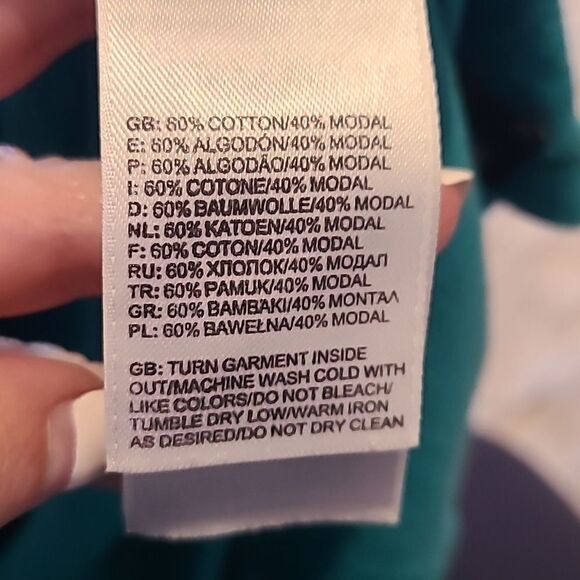 GB: 60% COTTON/40% MODAL
E: 60% ALGODÓN/40% MODAL
P: 60% ALGODÃO/40% MODAL
I: 60% COTONE/40% MODAL
D: 60% BAUMWOLLE/40% MODAL
NL: 60% KATOEN/40% MODAL
F: 60% COTON/40% MODAL
RU: 60% ХЛОПОК/40% МОДАЛ
TR: 60% PAMUK/40% MODAL
GR: 60% ΒΑΜΒΑΚΙ/40% ΜΟΝΤΑΛ
PL: 60% BAWEŁNA/40% MODAL
GB: TURN GARMENT INSIDE
OUT/MACHINE WASH COLD WITH
LIKE COLORS/DO NOT BLEACH/
TUMBLE DRY LOW/WARM IRON
AS DESIRED/DO NOT DRY CLEAN